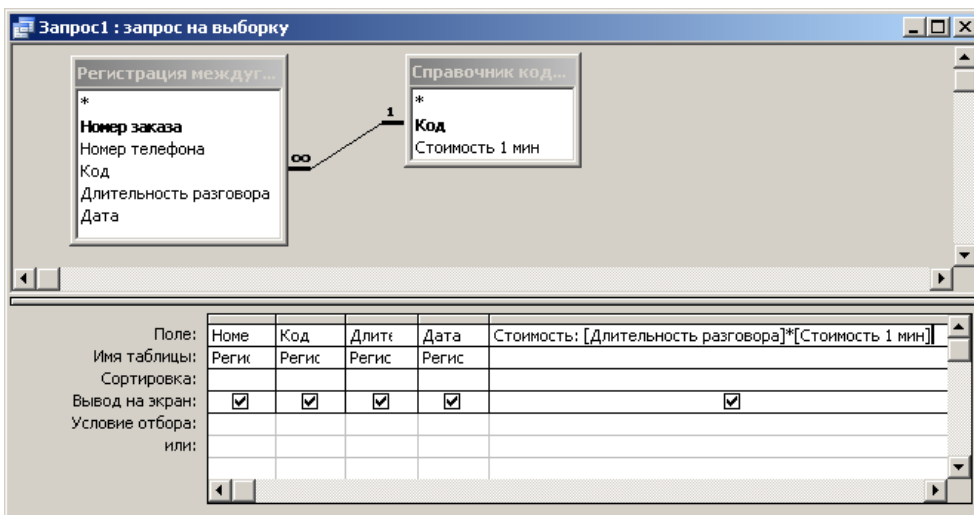 Запрос1 : запрос на выборку
Регистрация междуг...
*
Номер заказа
Номер телефона
Код
Длительность разговора
Дата
∞
1
Справочник код...
*
Код
Стоимость 1 мин
Поле: Номе Код Длите Дата Стоимость: [Длительность разговора]*[Стоимость 1 мин]
Имя таблицы: Регис Регис Регис Регис
Сортировка:
Вывод на экран:
Условие отбора:
или: